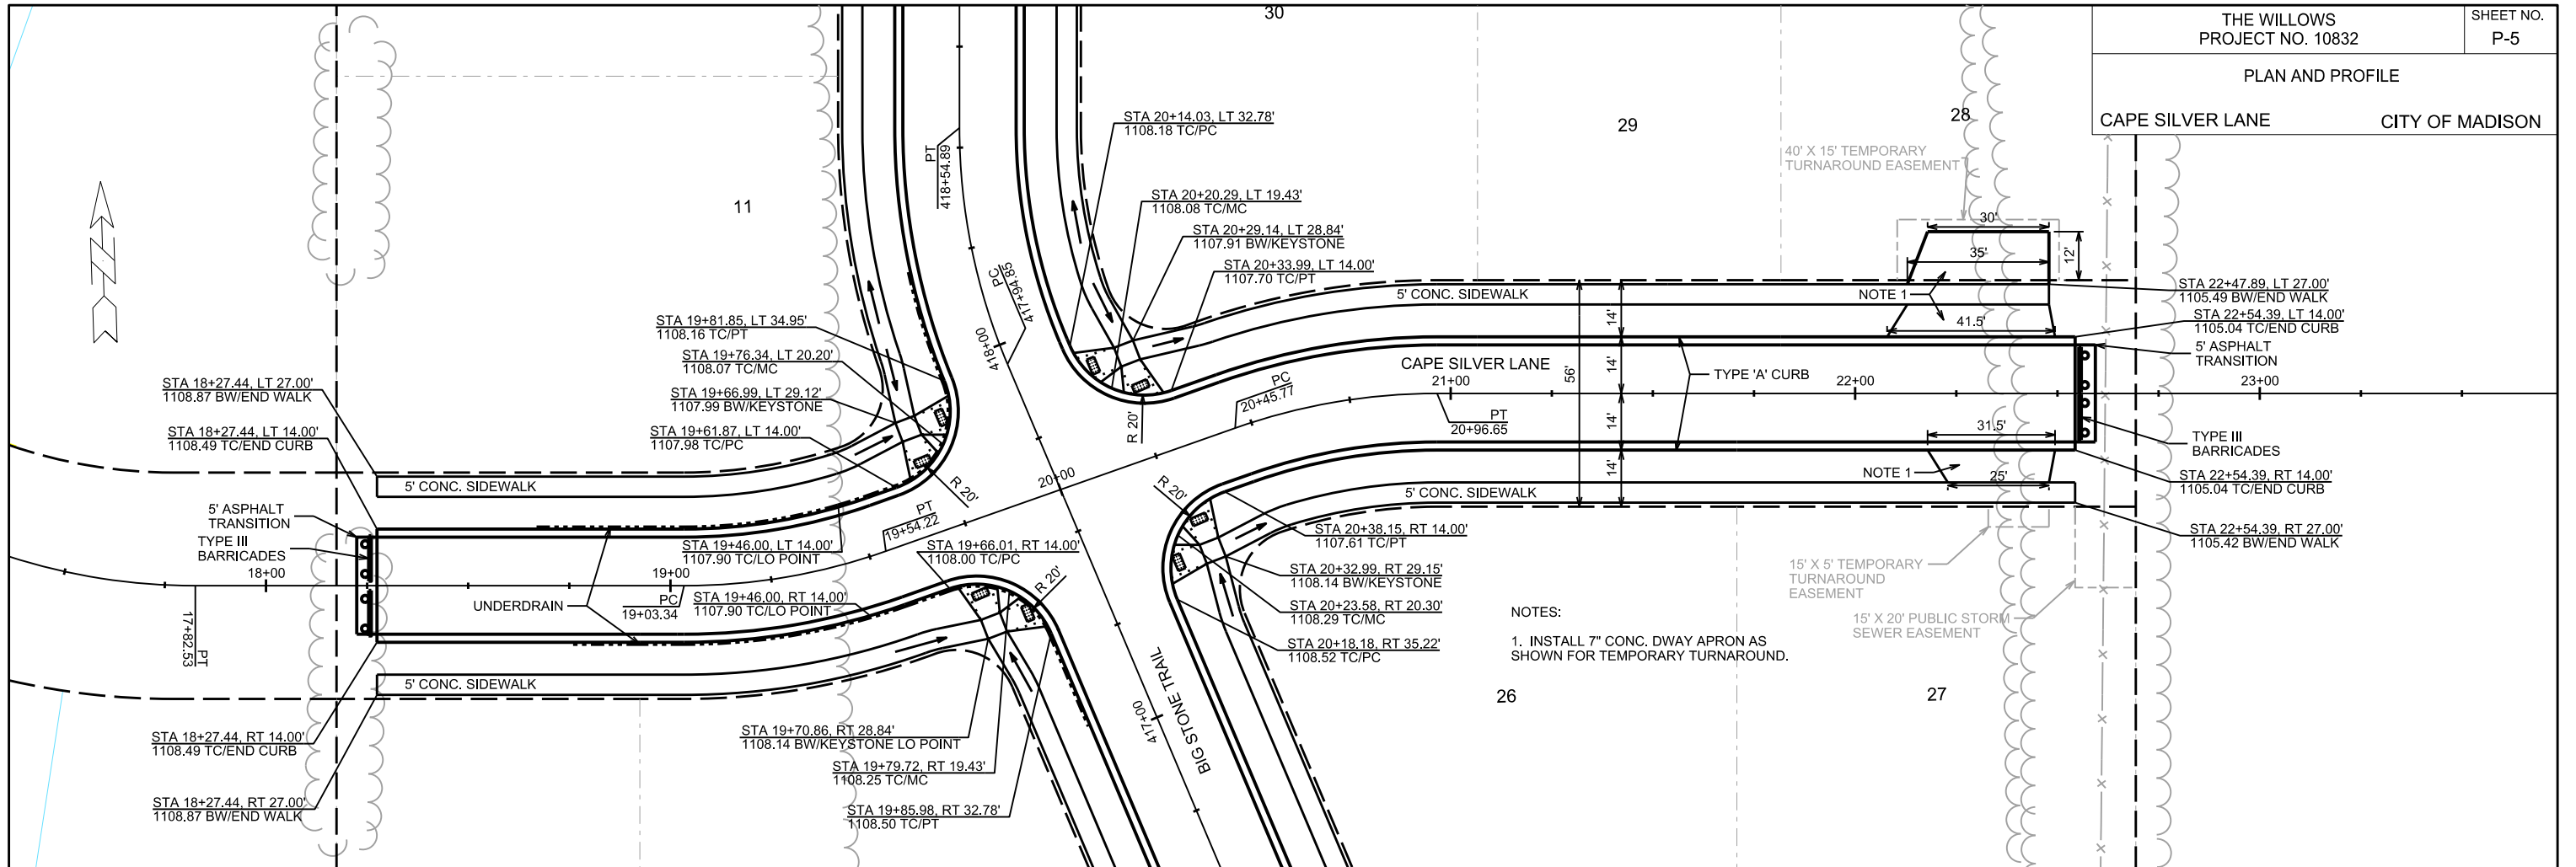 THE WILLOWS
PROJECT NO. 10832
SHEET NO.
P-5
PLAN AND PROFILE
CAPE SILVER LANE
CITY OF MADISON
30
29
28
11
26
27
40' X 15' TEMPORARY
TURNAROUND EASEMENT
STA 20+14.03, LT 32.78'
1108.18 TC/PC
STA 20+20.29, LT 19.43'
1108.08 TC/MC
STA 20+29.14, LT 28.84'
1107.91 BW/KEYSTONE
STA 20+33.99, LT 14.00'
1107.70 TC/PT
PT
418+54.89
PC
417+94.85
418+00
STA 19+81.85, LT 34.95'
1108.16 TC/PT
STA 19+76.34, LT 20.20'
1108.07 TC/MC
STA 19+66.99, LT 29.12'
1107.99 BW/KEYSTONE
STA 19+61.87, LT 14.00'
1107.98 TC/PC
STA 18+27.44, LT 27.00'
1108.87 BW/END WALK
STA 18+27.44, LT 14.00'
1108.49 TC/END CURB
5' CONC. SIDEWALK
5' ASPHALT
TRANSITION
TYPE III
BARRICADES
18+00
19+00
PT
17+82.53
UNDERDRAIN
PC
19+03.34
STA 19+46.00, LT 14.00'
1107.90 TC/LO POINT
STA 19+46.00, RT 14.00'
1107.90 TC/LO POINT
PT
19+54.22
20+00
STA 19+66.01, RT 14.00'
1108.00 TC/PC
R 20'
R 20'
R 20'
R 20'
5' CONC. SIDEWALK
STA 18+27.44, RT 14.00'
1108.49 TC/END CURB
STA 18+27.44, RT 27.00'
1108.87 BW/END WALK
STA 19+70.86, RT 28.84'
1108.14 BW/KEYSTONE LO POINT
STA 19+79.72, RT 19.43'
1108.25 TC/MC
STA 19+85.98, RT 32.78'
1108.50 TC/PT
BIG STONE TRAIL
417+00
PC
20+45.77
21+00
PT
20+96.65
CAPE SILVER LANE
5' CONC. SIDEWALK
56'
14'
14'
14'
14'
TYPE 'A' CURB
22+00
23+00
30'
35'
12'
41.5'
NOTE 1
31.5'
25'
NOTE 1
5' CONC. SIDEWALK
STA 22+47.89, LT 27.00'
1105.49 BW/END WALK
STA 22+54.39, LT 14.00'
1105.04 TC/END CURB
5' ASPHALT
TRANSITION
TYPE III
BARRICADES
STA 22+54.39, RT 14.00'
1105.04 TC/END CURB
STA 22+54.39, RT 27.00'
1105.42 BW/END WALK
STA 20+38.15, RT 14.00'
1107.61 TC/PT
STA 20+32.99, RT 29.15'
1108.14 BW/KEYSTONE
STA 20+23.58, RT 20.30'
1108.29 TC/MC
STA 20+18.18, RT 35.22'
1108.52 TC/PC
15' X 5' TEMPORARY
TURNAROUND
EASEMENT
15' X 20' PUBLIC STORM
SEWER EASEMENT
NOTES:
1. INSTALL 7" CONC. DWAY APRON AS
SHOWN FOR TEMPORARY TURNAROUND.